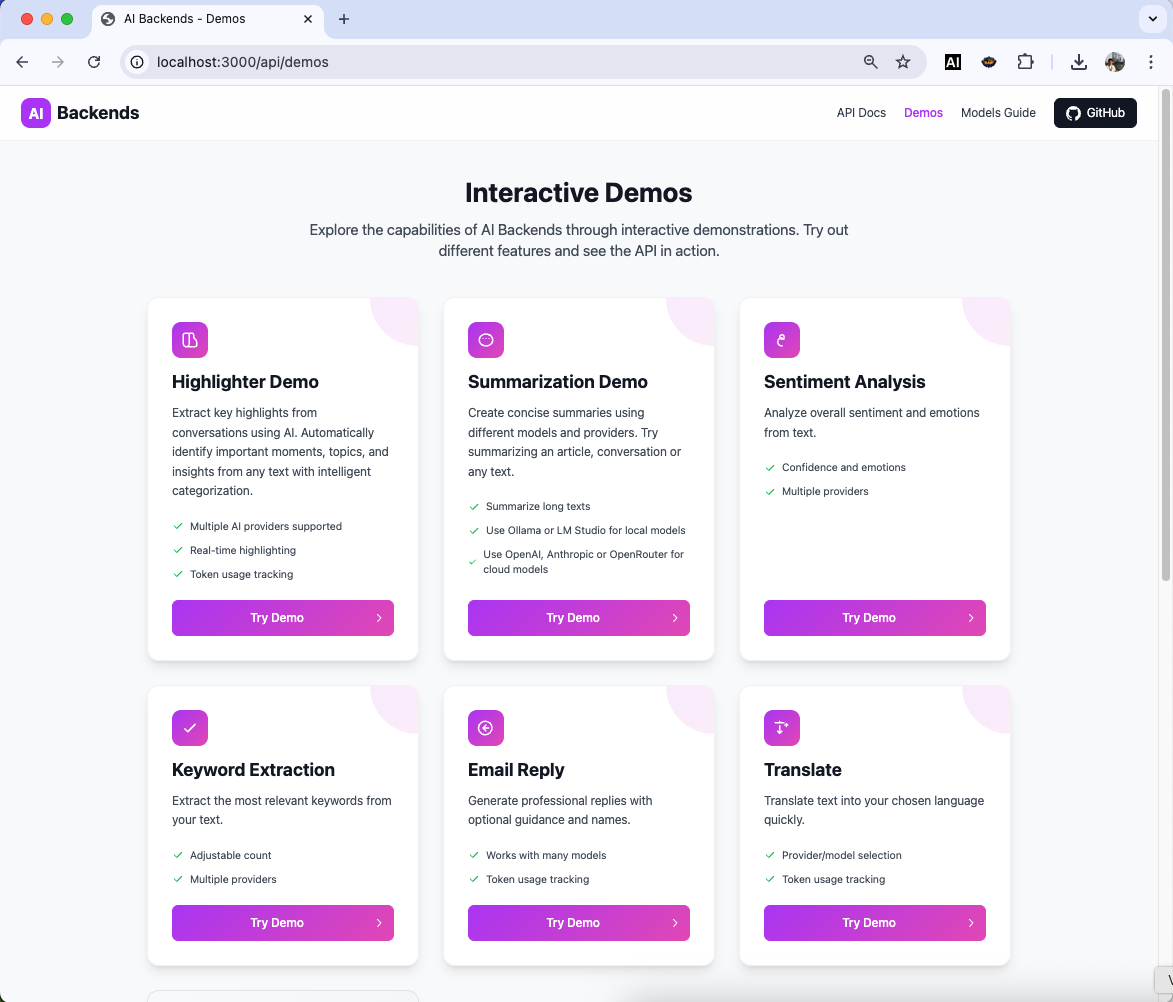 AI Backends - Demos
localhost:3000/api/demos
AI
AI Backends
API Docs
Demos
Models Guide
GitHub
Interactive Demos
Explore the capabilities of AI Backends through interactive demonstrations. Try out
different features and see the API in action.
Highlighter Demo
Extract key highlights from
conversations using AI. Automatically
identify important moments, topics, and
insights from any text with intelligent
categorization.
Multiple AI providers supported
Real-time highlighting
Token usage tracking
Try Demo
Summarization Demo
Create concise summaries using
different models and providers. Try
summarizing an article, conversation or
any text.
Summarize long texts
Use Ollama or LM Studio for local models
Use OpenAI, Anthropic or OpenRouter for
cloud models
Try Demo
Sentiment Analysis
Analyze overall sentiment and emotions
from text.
Confidence and emotions
Multiple providers
Try Demo
Keyword Extraction
Extract the most relevant keywords from
your text.
Adjustable count
Multiple providers
Try Demo
Email Reply
Generate professional replies with
optional guidance and names.
Works with many models
Token usage tracking
Try Demo
Translate
Translate text into your chosen language
quickly.
Provider/model selection
Token usage tracking
Try Demo